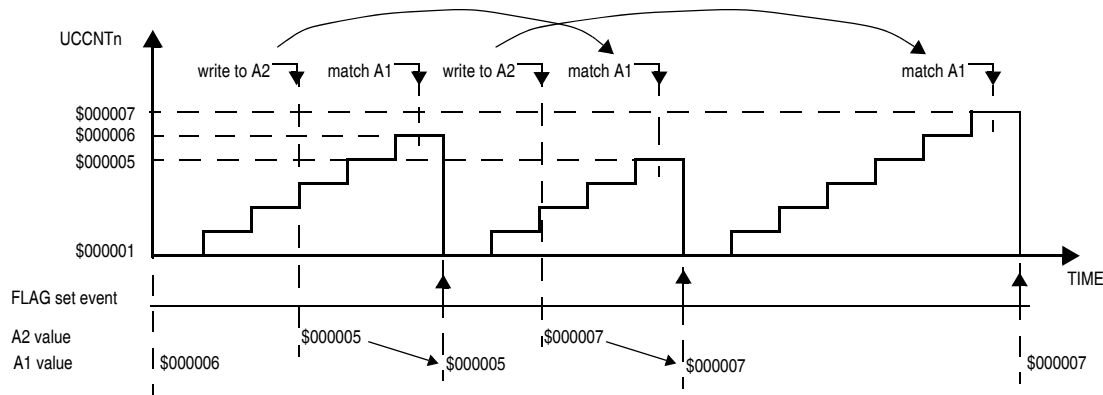 UCCNTn
write to A2 match A1 write to A2 match A1 match A1
$000007
$000006
$000005
$000001
TIME
FLAG set event
A2 value $000005 $000007
A1 value $000006 $000005 $000007 $000007